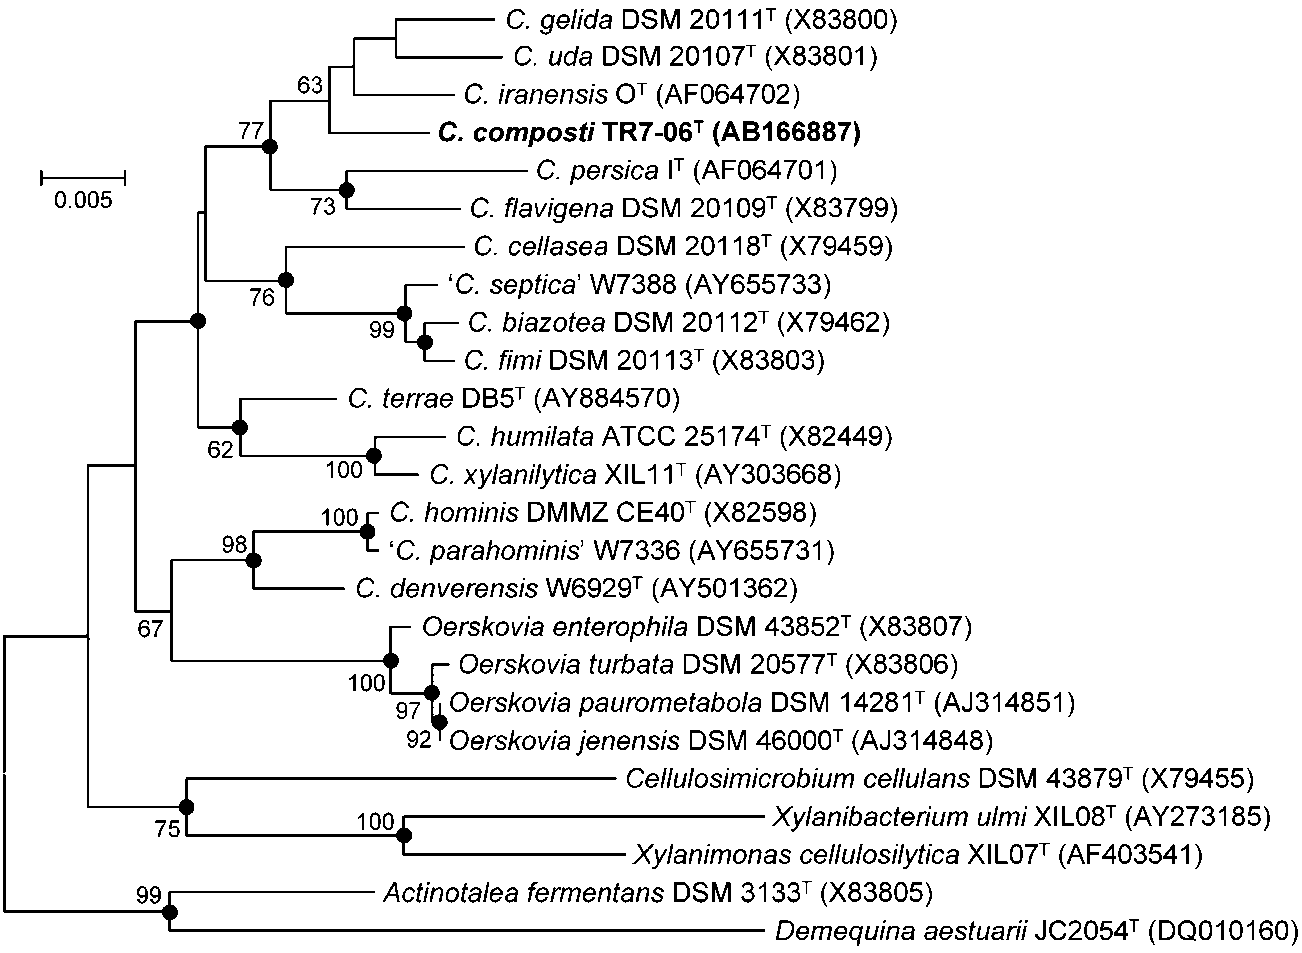 C. gelida DSM 20111ᵀ (X83800)
C. uda DSM 20107ᵀ (X83801)
63
C. iranensis Oᵀ (AF064702)
77
C. composti TR7-06ᵀ (AB166887)
C. persica Iᵀ (AF064701)
0.005
73
C. flavigena DSM 20109ᵀ (X83799)
C. cellasea DSM 20118ᵀ (X79459)
76
‘C. septica’ W7388 (AY655733)
99
C. biazotea DSM 20112ᵀ (X79462)
C. fimi DSM 20113ᵀ (X83803)
C. terrae DB5ᵀ (AY884570)
62
C. humilata ATCC 25174ᵀ (X82449)
100
C. xylanilytica XIL11ᵀ (AY303668)
100
C. hominis DMMZ CE40ᵀ (X82598)
98
‘C. parahominis’ W7336 (AY655731)
C. denverensis W6929ᵀ (AY501362)
67
Oerskovia enterophila DSM 43852ᵀ (X83807)
Oerskovia turbata DSM 20577ᵀ (X83806)
100
97
Oerskovia paurometabola DSM 14281ᵀ (AJ314851)
92
Oerskovia jenensis DSM 46000ᵀ (AJ314848)
Cellulosimicrobium cellulans DSM 43879ᵀ (X79455)
75
100
Xylanibacterium ulmi XIL08ᵀ (AY273185)
Xylanimonas cellulosilytica XIL07ᵀ (AF403541)
99
Actinotalea fermentans DSM 3133ᵀ (X83805)
Demequina aestuarii JC2054ᵀ (DQ010160)